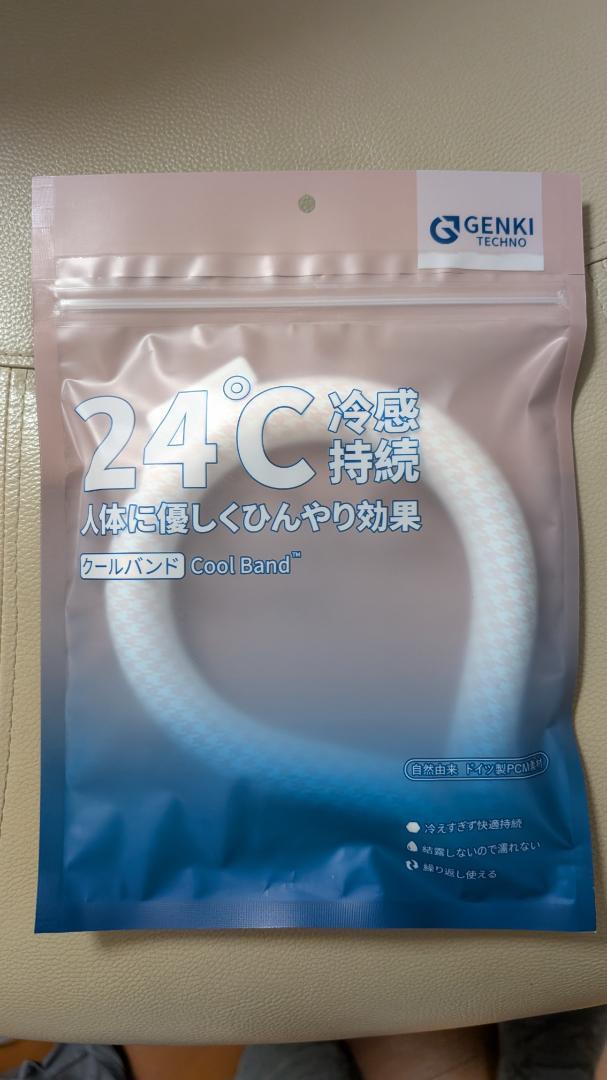 GENKI
TECHNO
24℃ 冷感
持続
人体に優しくひんやり効果
クールバンド Cool Band™
自然由来 ドイツ製PCM素材
冷えすぎず快適持続
結露しないので濡れない
繰り返し使える